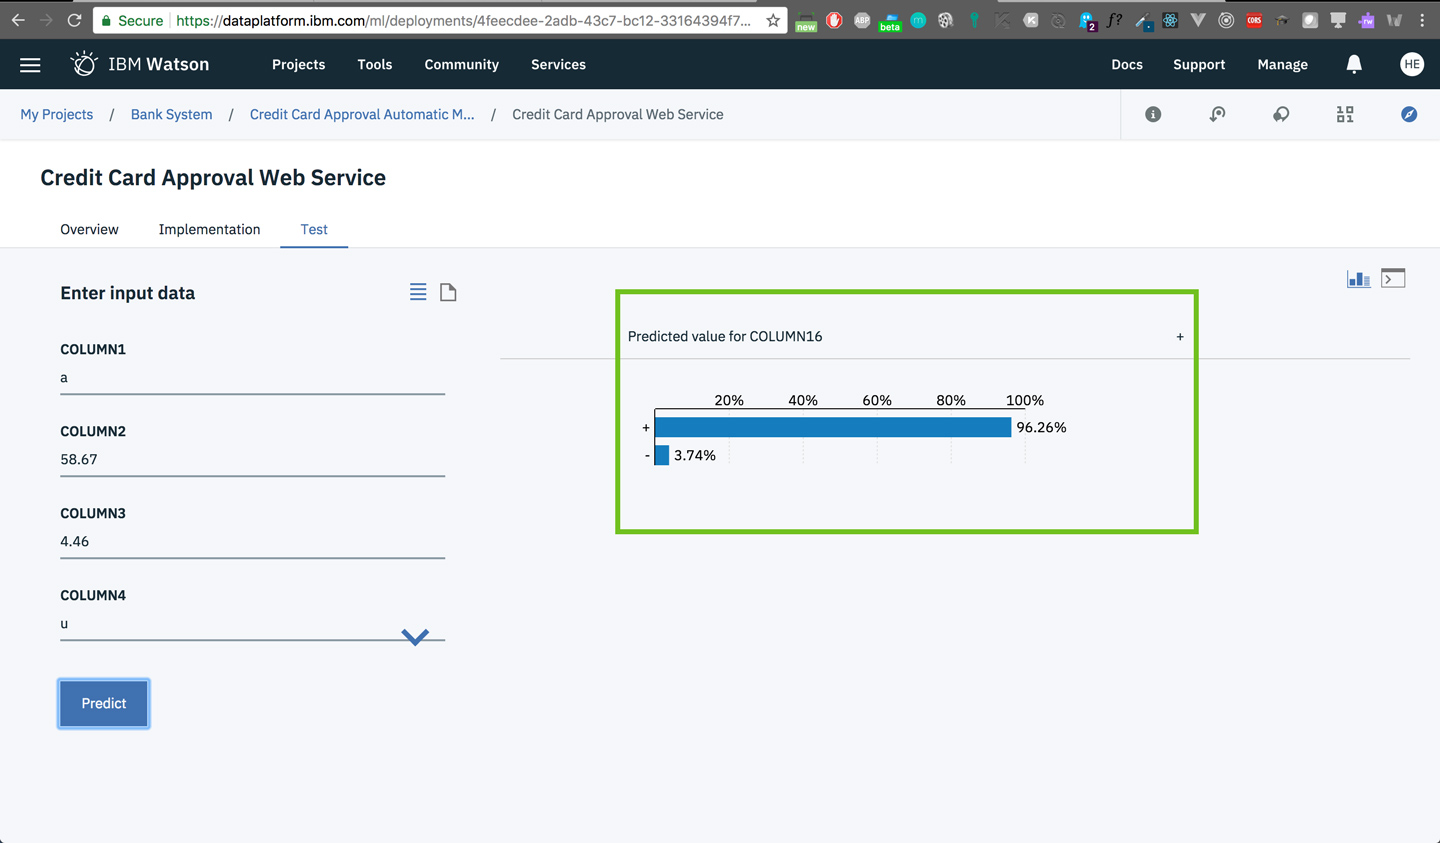 Secure https://dataplatform.ibm.com/ml/deployments/4feecdee-2adb-43c7-bc12-33164394f7...
new ABP beta m K 2 f? CORS rw
IBM Watson Projects Tools Community Services Docs Support Manage HE
My Projects / Bank System / Credit Card Approval Automatic M... / Credit Card Approval Web Service
Credit Card Approval Web Service
Overview Implementation Test
Enter input data
COLUMN1
a
COLUMN2
58.67
COLUMN3
4.46
COLUMN4
u
Predict
Predicted value for COLUMN16 +
20% 40% 60% 80% 100%
+ 96.26%
- 3.74%